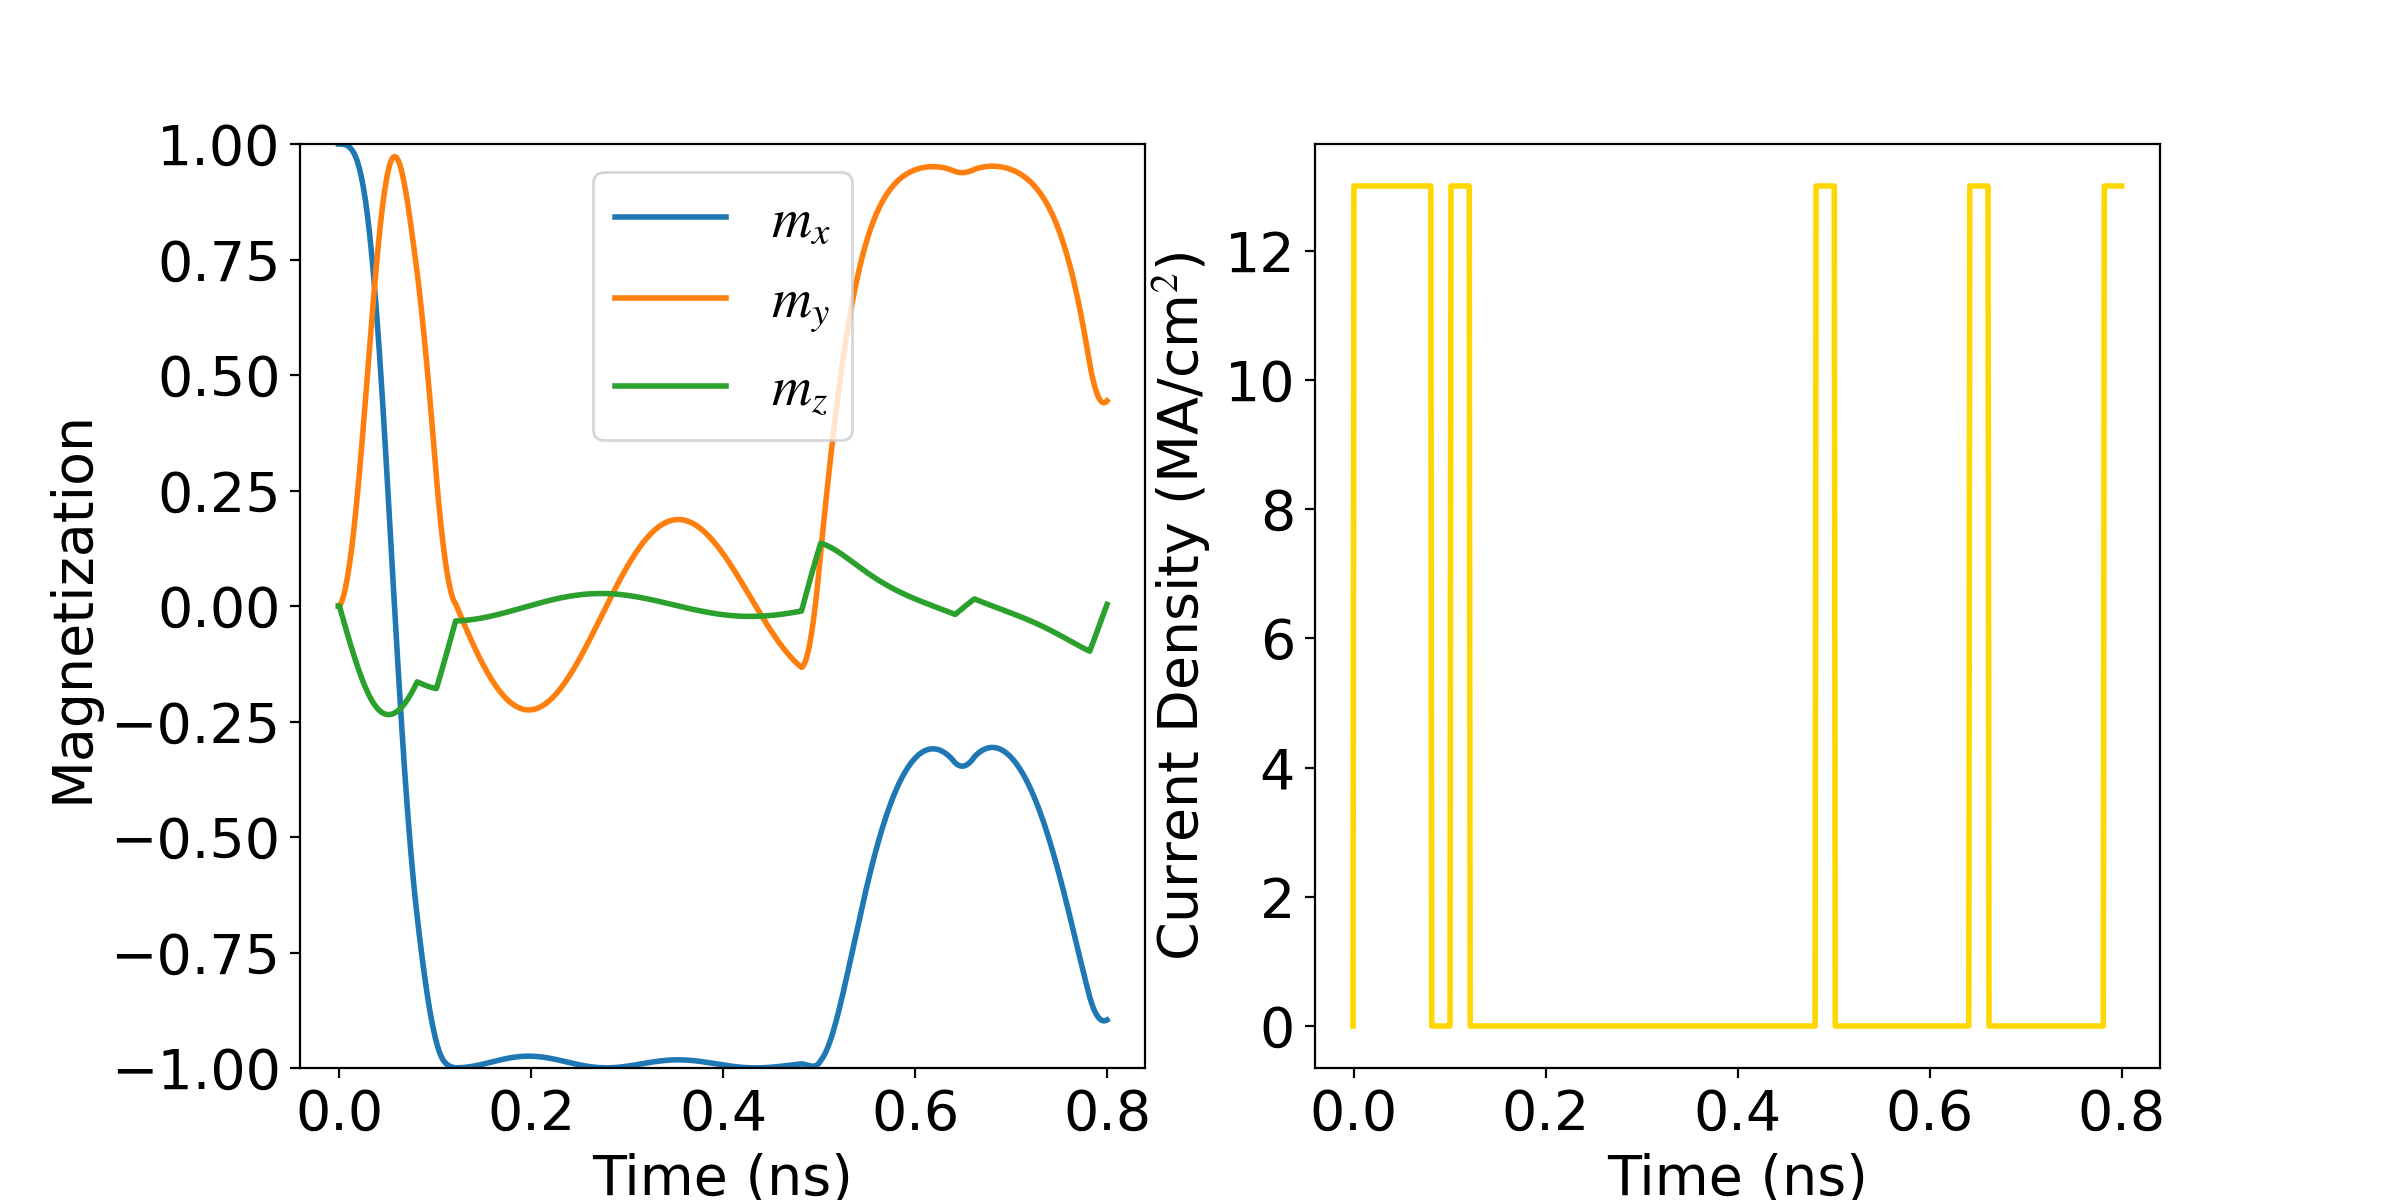 1.00
0.75
0.50
0.25
0.00
−0.25
−0.50
−0.75
−1.00
0.0 0.2 0.4 0.6 0.8
Time (ns)
Magnetization
m_x
m_y
m_z
12
10
8
6
4
2
0
0.0 0.2 0.4 0.6 0.8
Time (ns)
Current Density (MA/cm²)